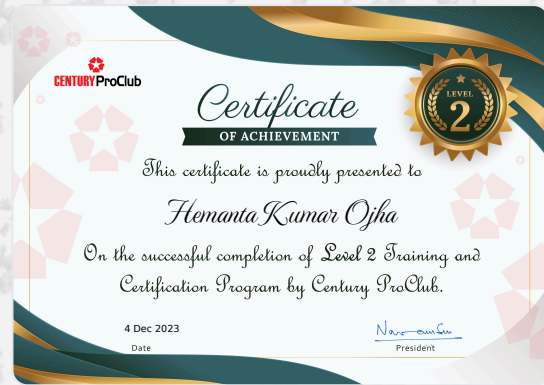 CENTURY ProClub
LEVEL
2
Certificate
OF ACHIEVEMENT
This certificate is proudly presented to
Hemanta Kumar Ojha
On the successful completion of Level 2 Training and
Certification Program by Century ProClub.
4 Dec 2023
Date
President